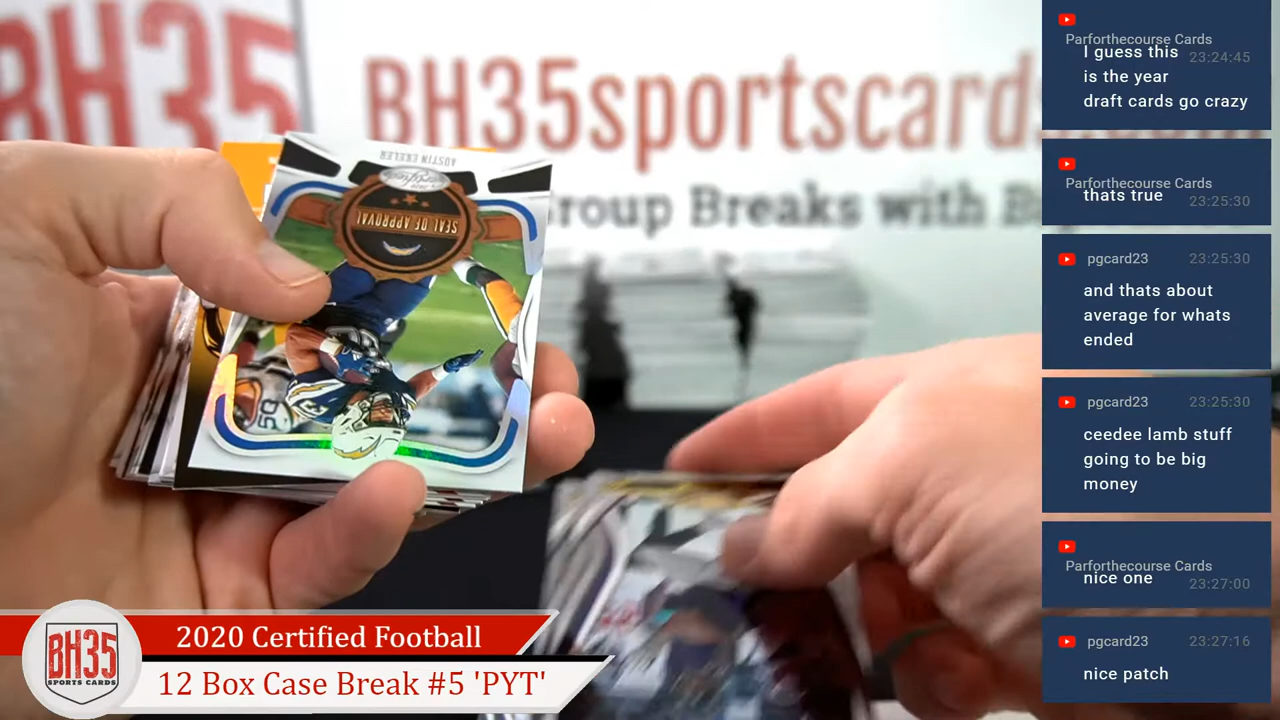 BH35
BH35sportscards.com
Group Breaks with
AUSTIN EKELER
SEAL OF APPROVAL
50
Parforthecourse Cards
I guess this
23:24:45
is the year
draft cards go crazy
Parforthecourse Cards
thats true
23:25:30
pgcard23 23:25:30
and thats about
average for whats
ended
pgcard23 23:25:30
ceedee lamb stuff
going to be big
money
Parforthecourse Cards
nice one
23:27:00
pgcard23 23:27:16
nice patch
BH35
SPORTS CARDS
2020 Certified Football
12 Box Case Break #5 'PYT'